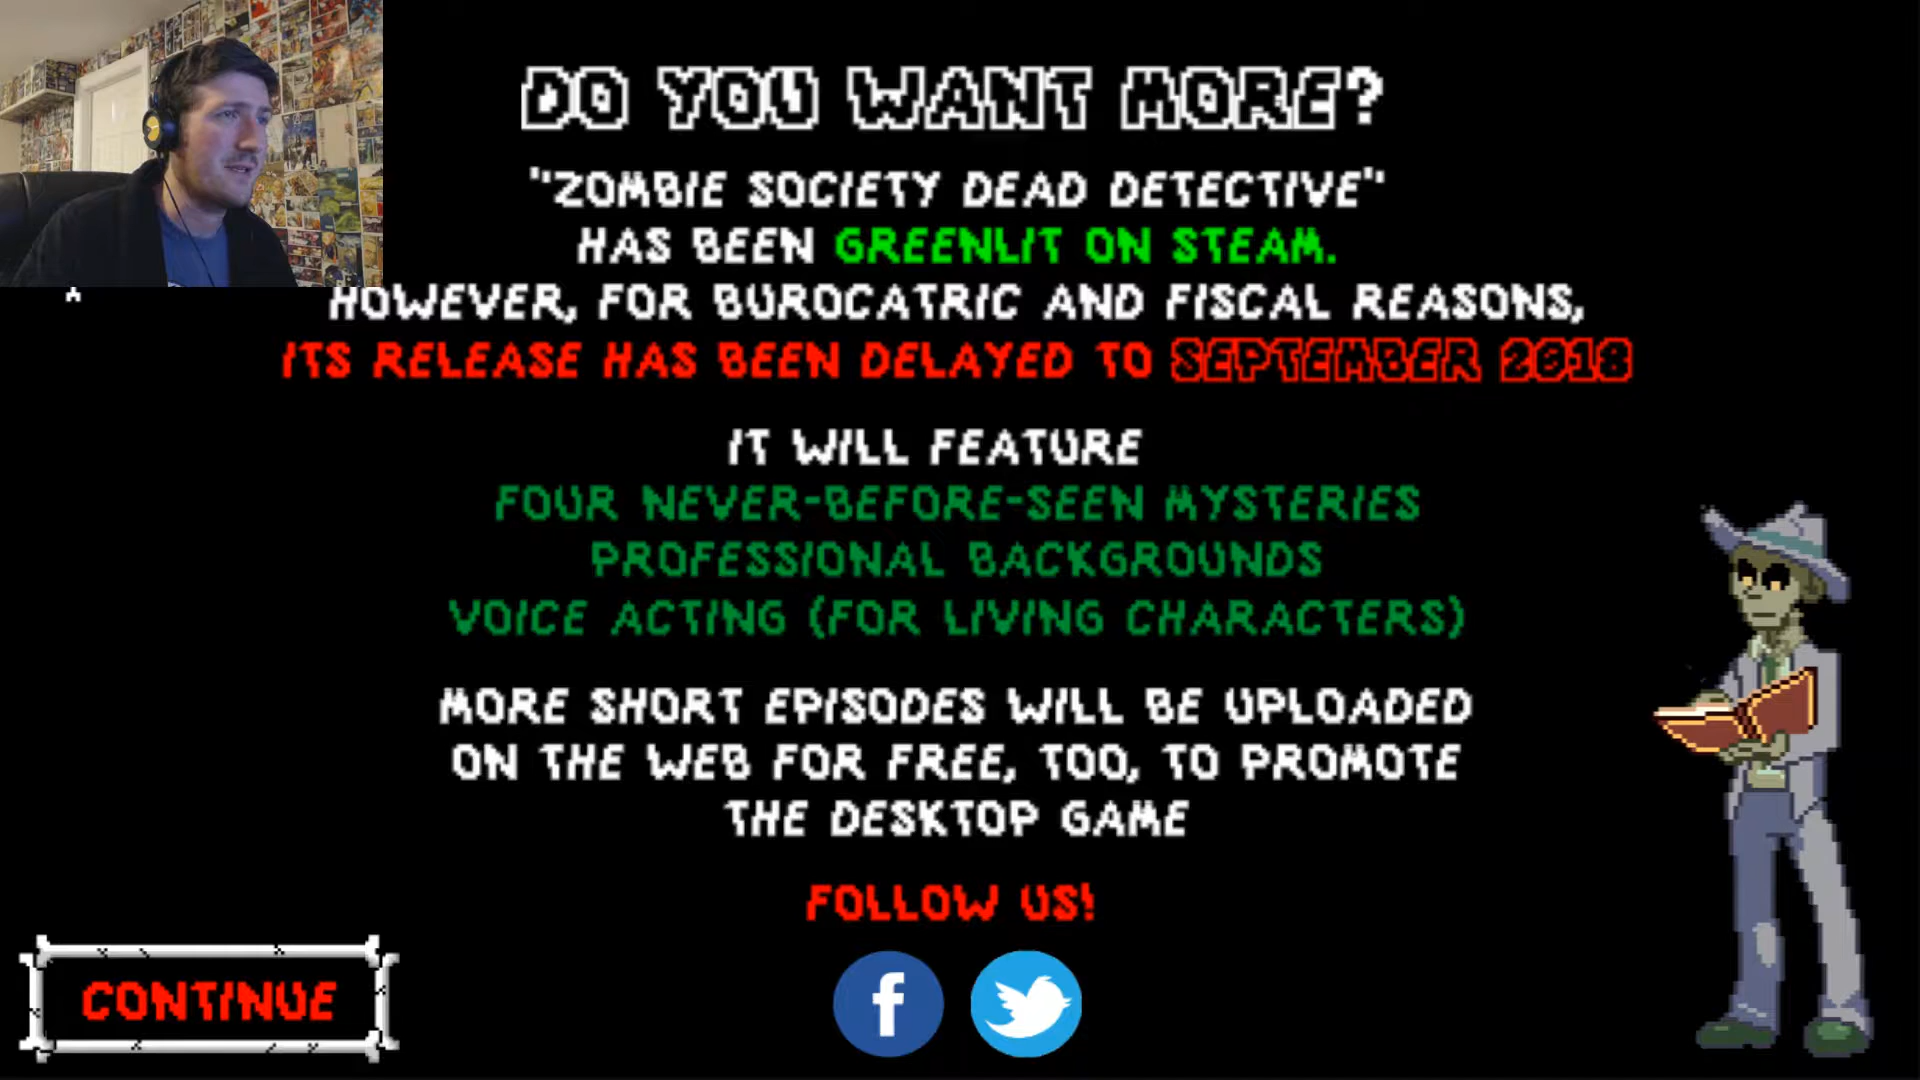 DO YOU WANT MORE?
"ZOMBIE SOCIETY DEAD DETECTIVE"
HAS BEEN GREENLIT ON STEAM.
HOWEVER, FOR BUROCATRIC AND FISCAL REASONS,
ITS RELEASE HAS BEEN DELAYED TO SEPTEMBER 2018
IT WILL FEATURE
FOUR NEVER-BEFORE-SEEN MYSTERIES
PROFESSIONAL BACKGROUNDS
VOICE ACTING (FOR LIVING CHARACTERS)
MORE SHORT EPISODES WILL BE UPLOADED
ON THE WEB FOR FREE, TOO, TO PROMOTE
THE DESKTOP GAME
FOLLOW US!
CONTINUE